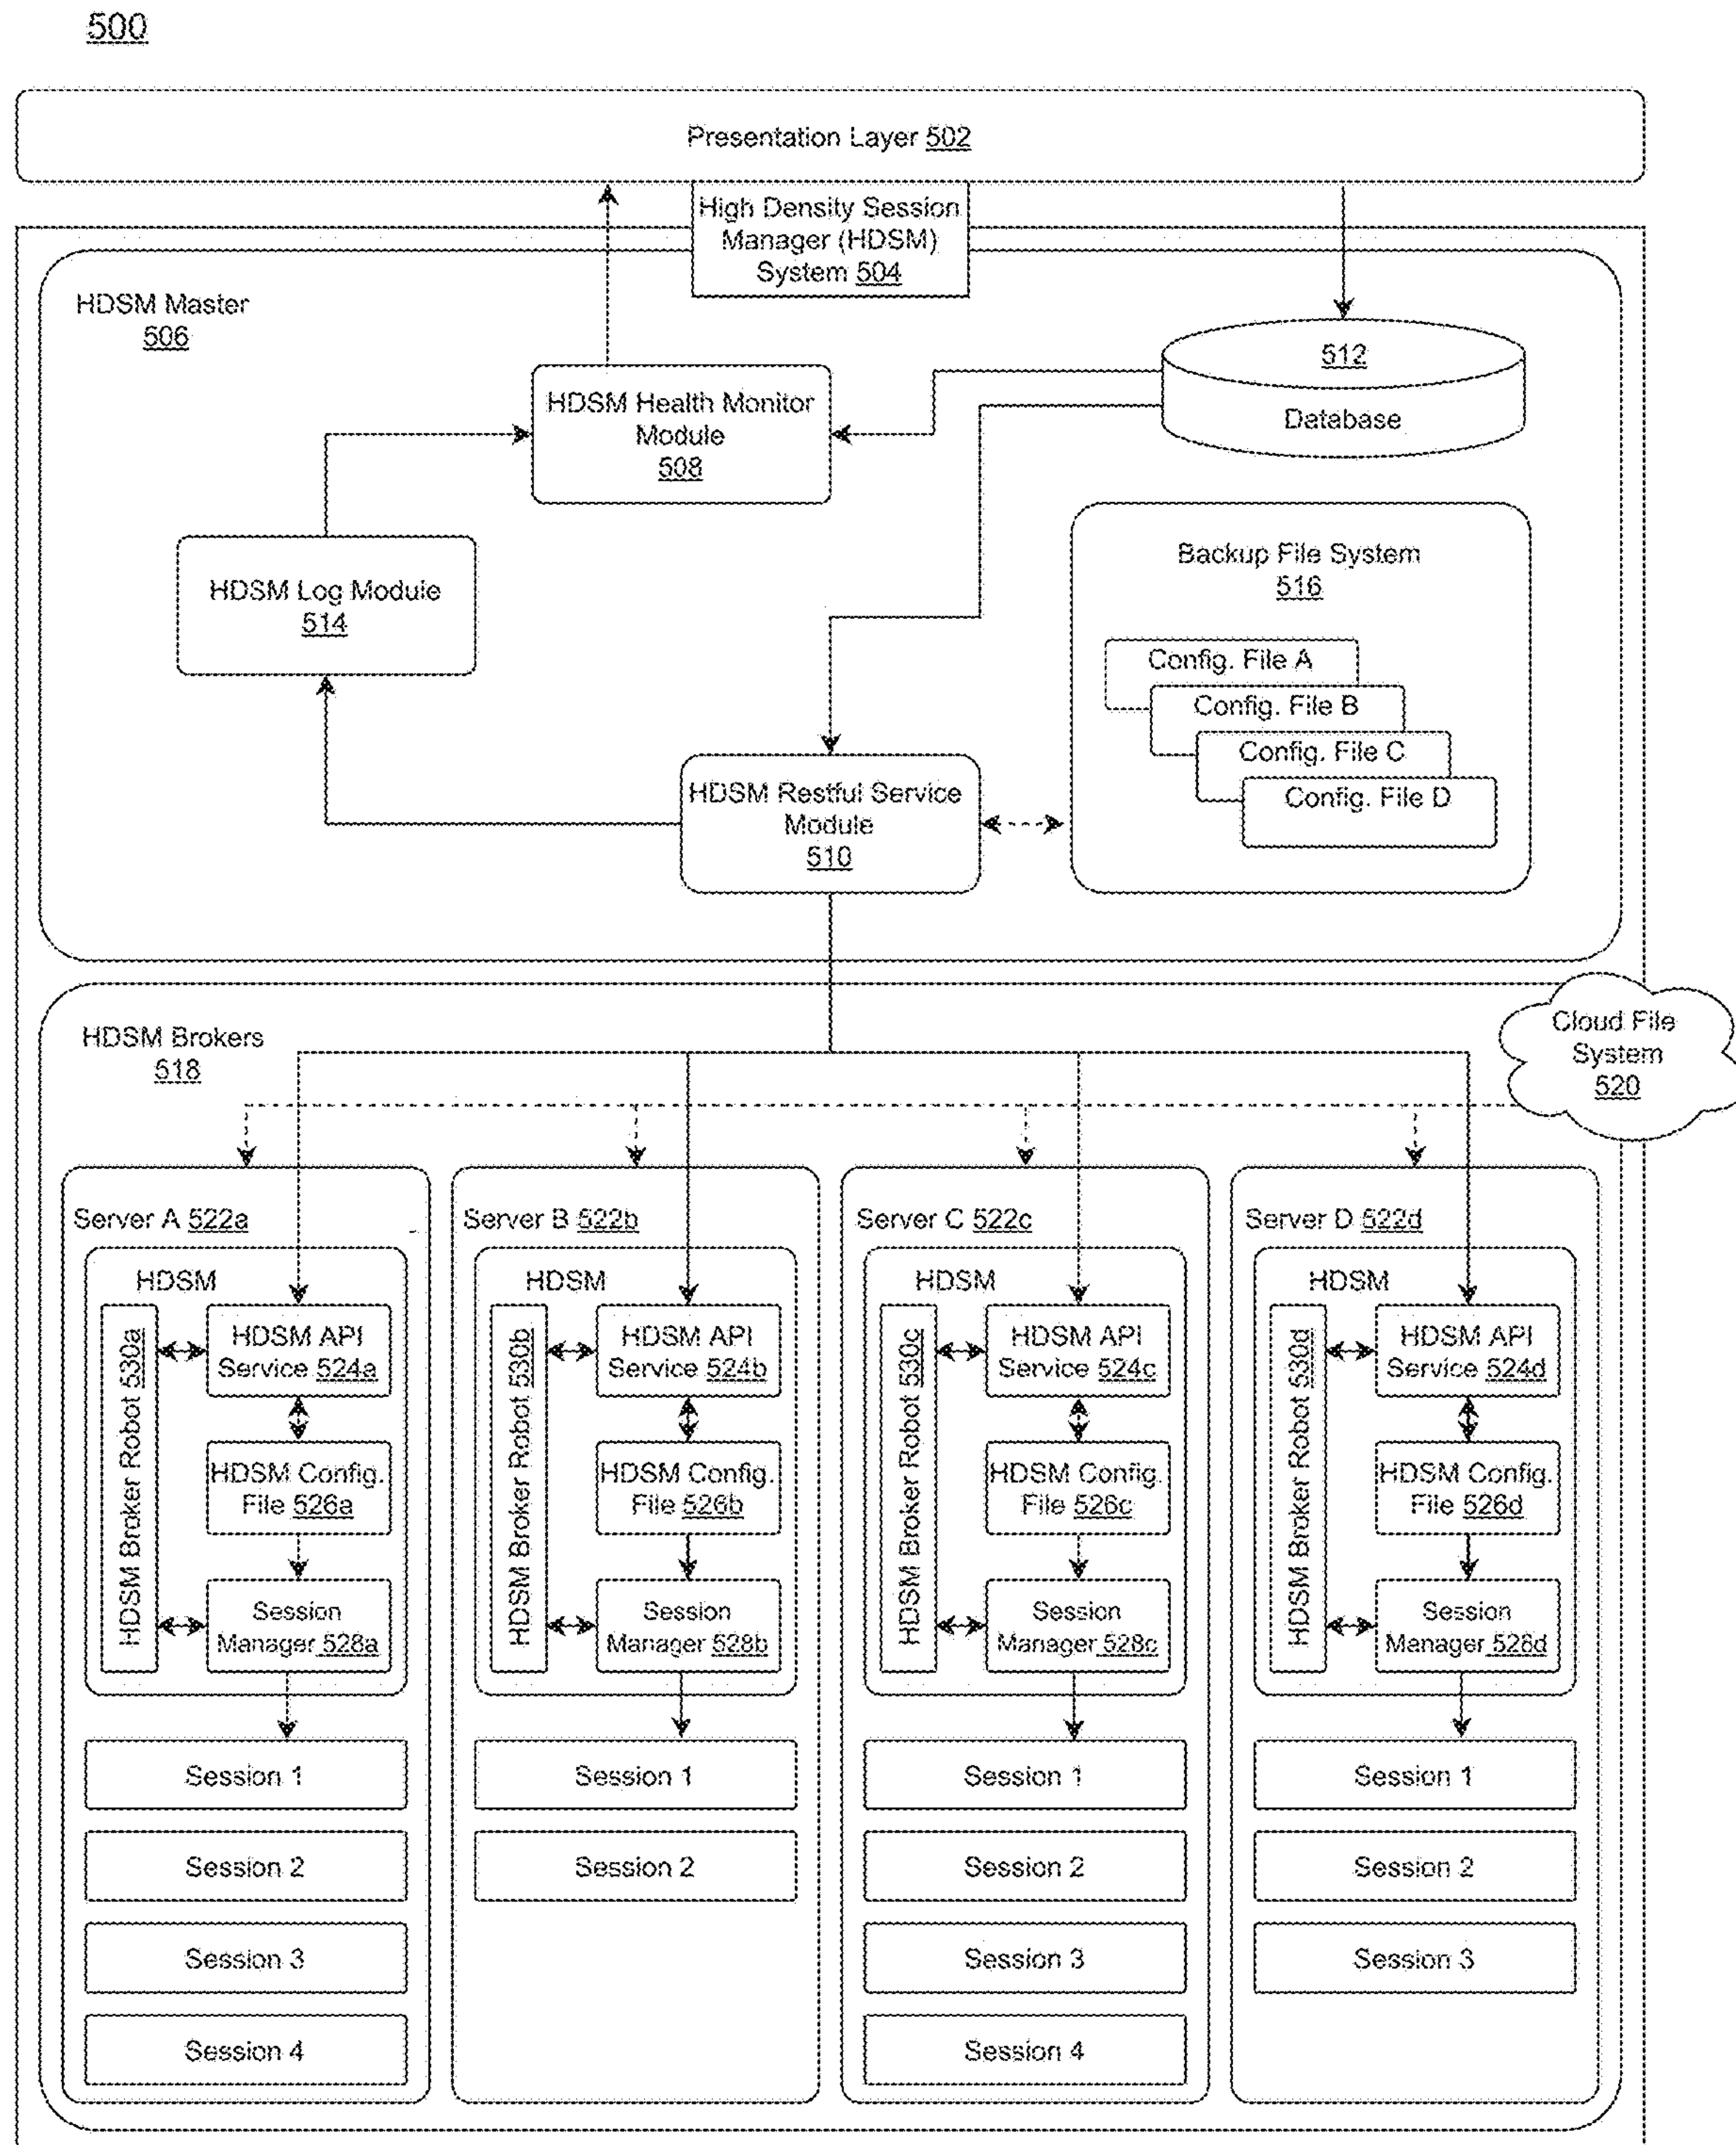 500
Presentation Layer 502
High Density Session
Manager (HDSM)
System 504
HDSM Master
506
512
Database
HDSM Health Monitor
Module
508
Backup File System
516
HDSM Log Module
514
Config. File A
Config. File B
Config. File C
Config. File D
HDSM Restful Service
Module
510
Cloud File
System
520
HDSM Brokers
518
Server A 522a
HDSM
HDSM Broker Robot 530a
HDSM API
Service 524a
HDSM Config.
File 526a
Session
Manager 528a
Session 1
Session 2
Session 3
Session 4
Server B 522b
HDSM
HDSM Broker Robot 530b
HDSM API
Service 524b
HDSM Config.
File 526b
Session
Manager 528b
Session 1
Session 2
Server C 522c
HDSM
HDSM Broker Robot 530c
HDSM API
Service 524c
HDSM Config.
File 526c
Session
Manager 528c
Session 1
Session 2
Session 3
Session 4
Server D 522d
HDSM
HDSM Broker Robot 530d
HDSM API
Service 524d
HDSM Config.
File 526d
Session
Manager 528d
Session 1
Session 2
Session 3